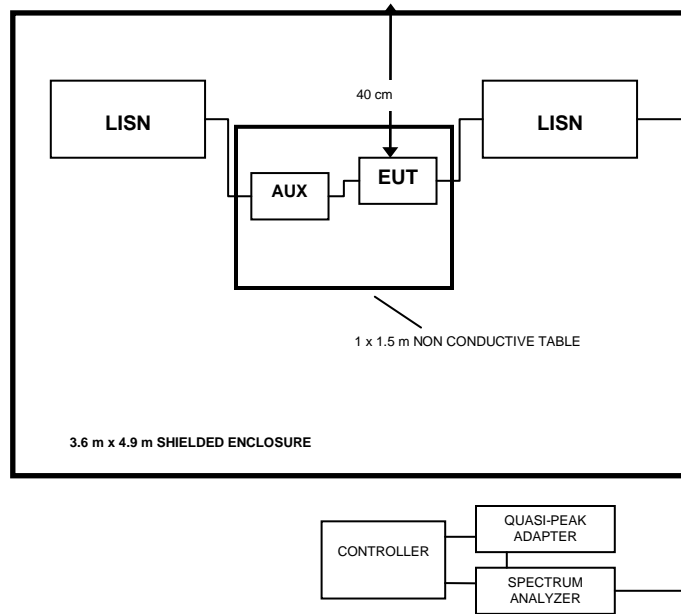 40 cm
LISN
LISN
EUT
AUX
1 x 1.5 m NON CONDUCTIVE TABLE
3.6 m x 4.9 m SHIELDED ENCLOSURE
QUASI-PEAK
ADAPTER
CONTROLLER
SPECTRUM
ANALYZER